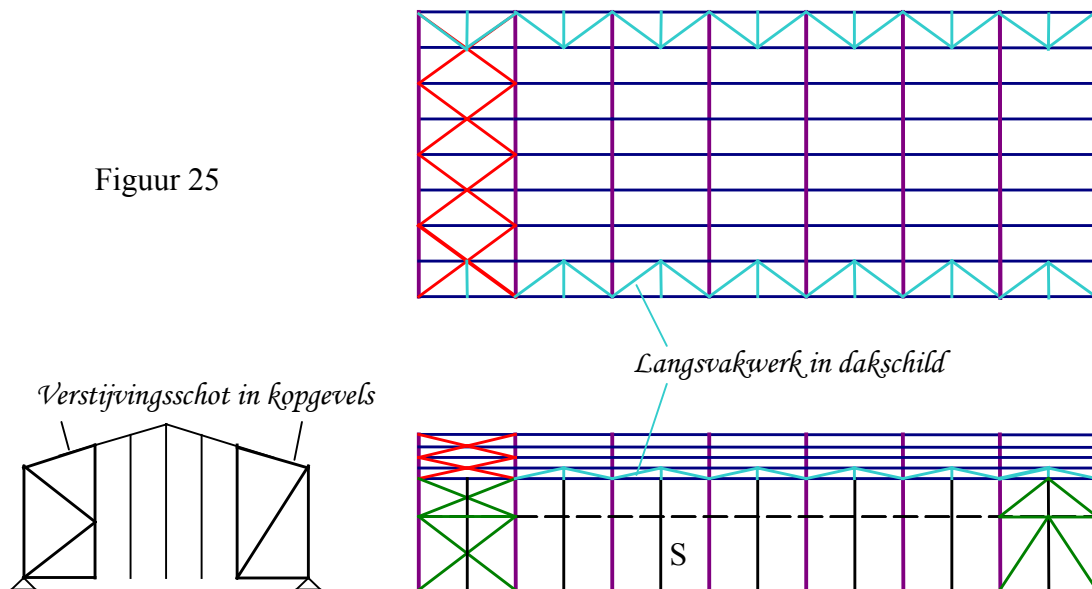 Figuur 25
Langsvakwerk in dakschild
Verstijvingsschot in kopgevels
S